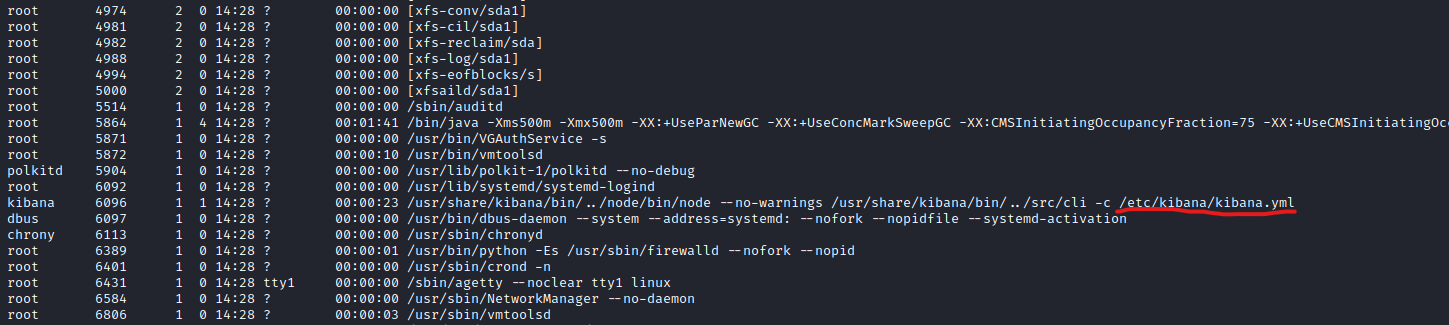 root 4974 2 0 14:28 ? 00:00:00 [xfs-conv/sda1]
root 4981 2 0 14:28 ? 00:00:00 [xfs-cil/sda1]
root 4982 2 0 14:28 ? 00:00:00 [xfs-reclaim/sda]
root 4988 2 0 14:28 ? 00:00:00 [xfs-log/sda1]
root 4994 2 0 14:28 ? 00:00:00 [xfs-eofblocks/s]
root 5000 2 0 14:28 ? 00:00:00 [xfsaild/sda1]
root 5514 1 0 14:28 ? 00:00:00 /sbin/auditd
root 5864 1 4 14:28 ? 00:01:41 /bin/java -Xms500m -Xmx500m -XX:+UseParNewGC -XX:+UseConcMarkSweepGC -XX:CMSInitiatingOccupancyFraction=75 -XX:+UseCMSInitiatingOcc
root 5871 1 0 14:28 ? 00:00:00 /usr/bin/VGAuthService -s
root 5872 1 0 14:28 ? 00:00:10 /usr/bin/vmtoolsd
polkitd 5904 1 0 14:28 ? 00:00:00 /usr/lib/polkit-1/polkitd --no-debug
root 6092 1 0 14:28 ? 00:00:00 /usr/lib/systemd/systemd-logind
kibana 6096 1 1 14:28 ? 00:00:23 /usr/share/kibana/bin/../node/bin/node --no-warnings /usr/share/kibana/bin/../src/cli -c /etc/kibana/kibana.yml
dbus 6097 1 0 14:28 ? 00:00:00 /usr/bin/dbus-daemon --system --address=systemd: --nofork --nopidfile --systemd-activation
chrony 6113 1 0 14:28 ? 00:00:00 /usr/sbin/chronyd
root 6389 1 0 14:28 ? 00:00:01 /usr/bin/python -Es /usr/sbin/firewalld --nofork --nopid
root 6401 1 0 14:28 ? 00:00:00 /usr/sbin/crond -n
root 6431 1 0 14:28 tty1 00:00:00 /sbin/agetty --noclear tty1 linux
root 6584 1 0 14:28 ? 00:00:00 /usr/sbin/NetworkManager --no-daemon
root 6806 1 0 14:28 ? 00:00:03 /usr/sbin/vmtoolsd